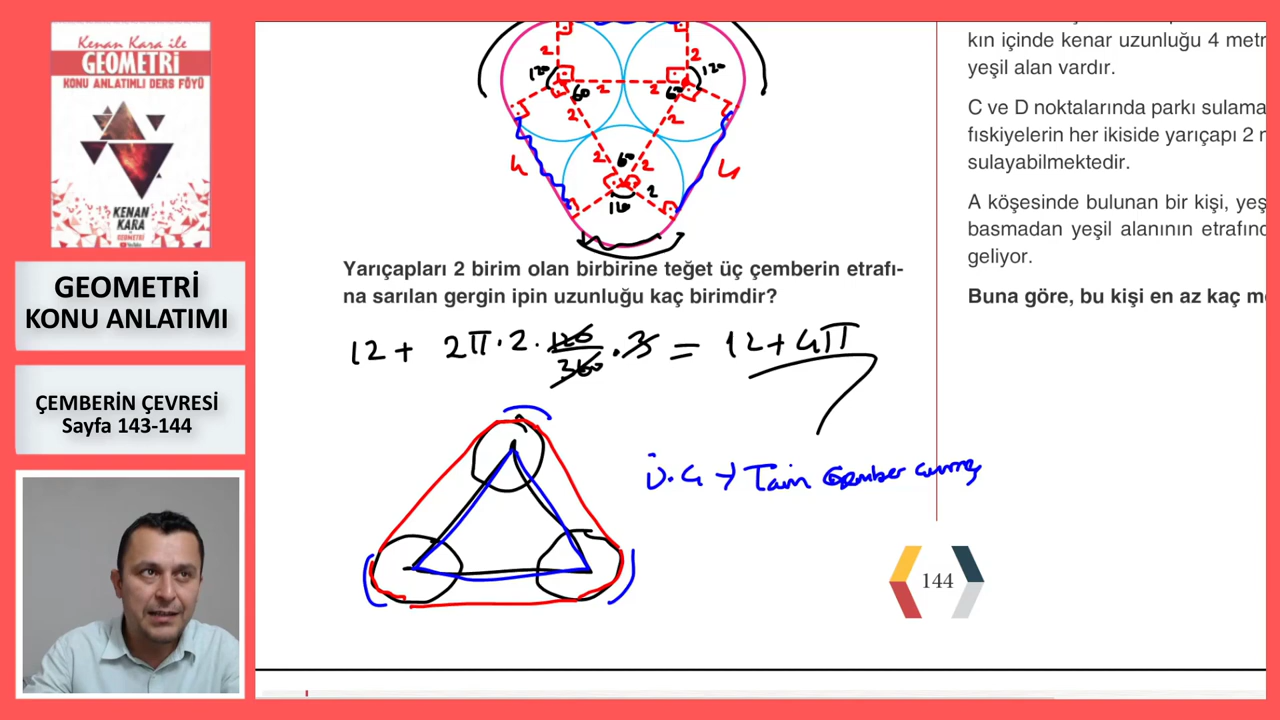 Kenan Kara ile
GEOMETRİ
KONU ANLATIMLI DERS FÖYÜ
KENAN
KARA
GEOMETRİ
GEOMETRİ
KONU ANLATIMI
ÇEMBERİN ÇEVRESİ
Sayfa 143-144
2
2
120
120
60
2
2
60
2
2
4
60
4
2
2
2
Yarıçapları 2 birim olan birbirine teğet üç çemberin etrafı-
na sarılan gergin ipin uzunluğu kaç birimdir?
12 + 2π · 2 · 120/360 · 3 = 12 + 4π
Ü.Ç → Tam Çember
kın içinde kenar uzunluğu 4 metr
yeşil alan vardır.
C ve D noktalarında parkı sulama
fıskiyelerin her ikiside yarıçapı 2
sulayabilmektedir.
A köşesinde bulunan bir kişi, yeş
basmadan yeşil alanının etrafınd
geliyor.
Buna göre, bu kişi en az kaç me
144